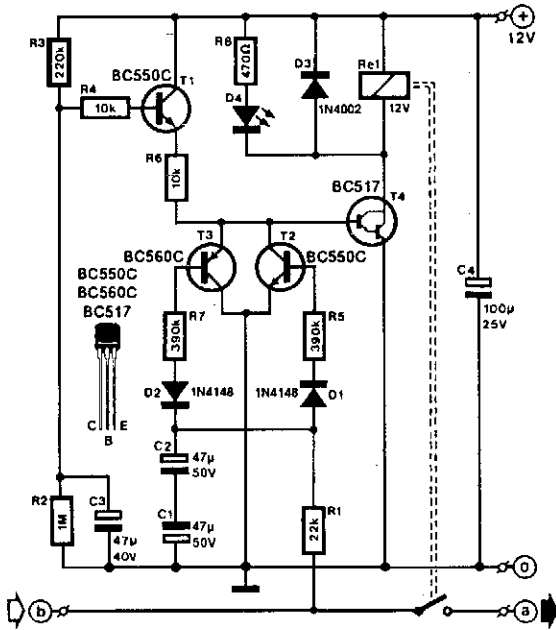 R3
220k
R4
10k
BC550C
T1
R6
10k
R8
470Ω
D4
D3
1N4002
Re1
12V
+
12V
BC517
T4
T3
BC560C
T2
BC550C
C4
100µ
25V
BC550C
BC560C
BC517
C
B
E
R7
390k
R5
390k
D2
1N4148
1N4148
D1
C2
47µ
50V
C1
47µ
50V
R1
22k
R2
1M
C3
47µ
40V
0
b
a